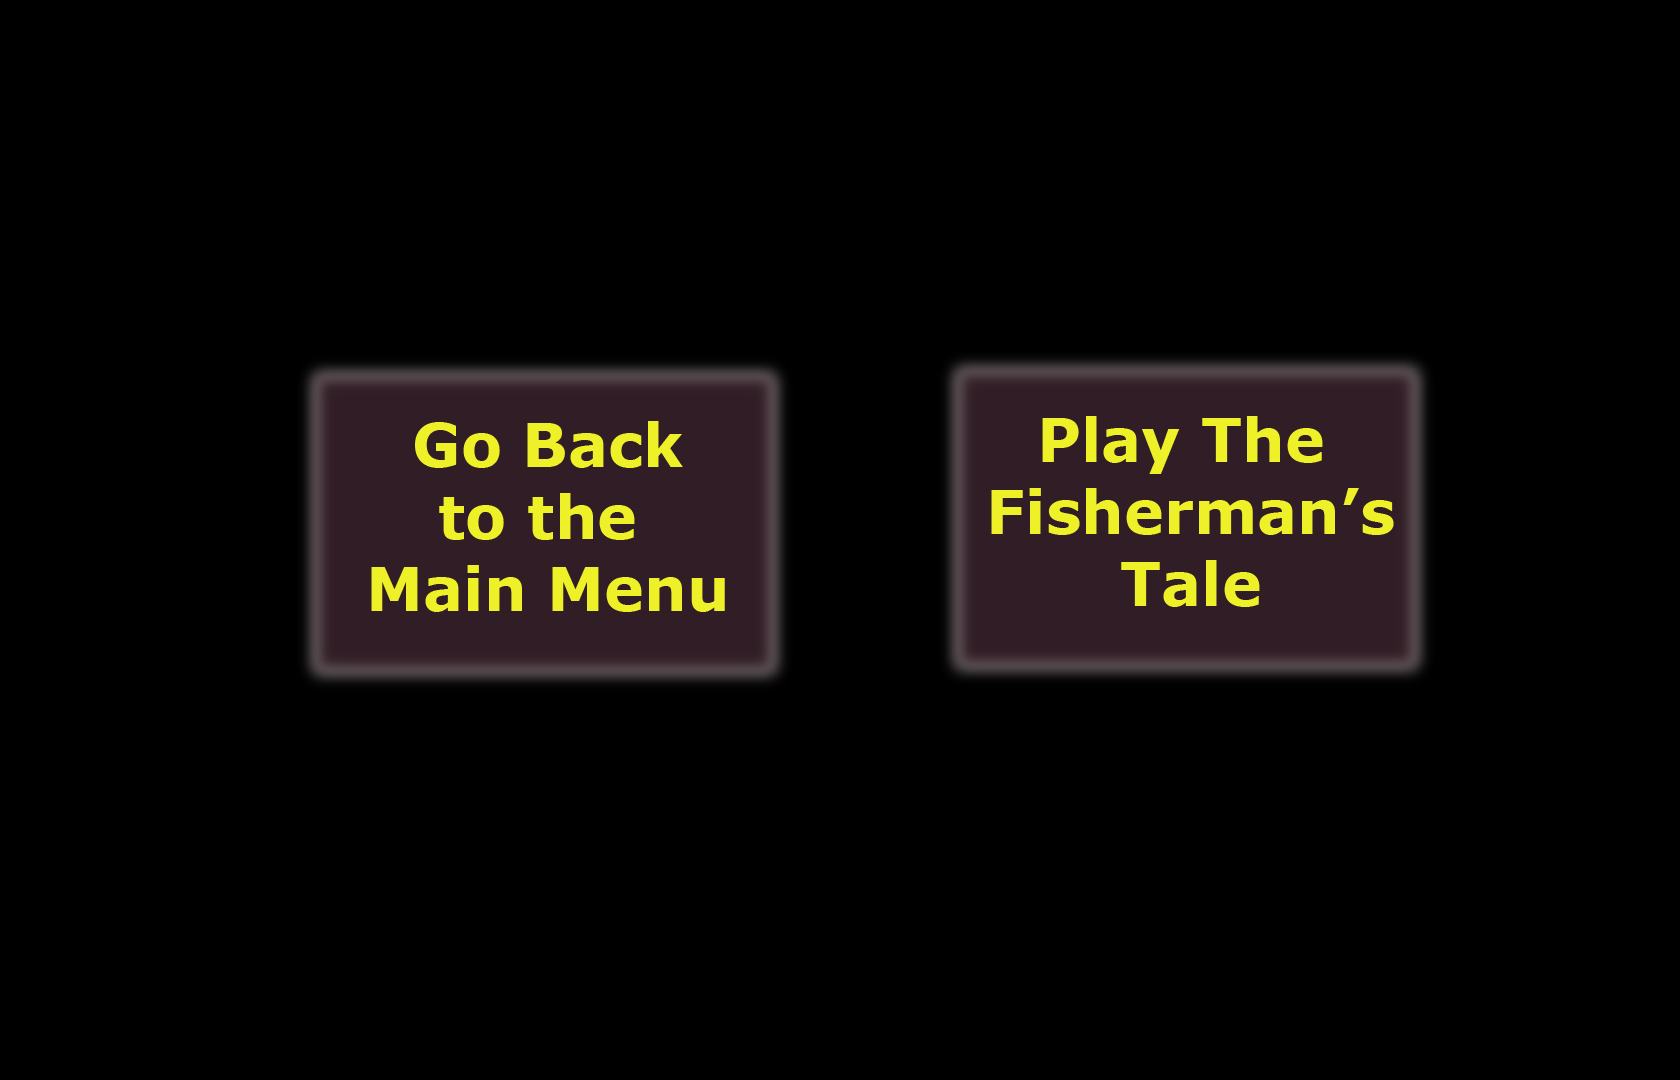 Go Back
to the
Main Menu
Play The
Fisherman’s
Tale